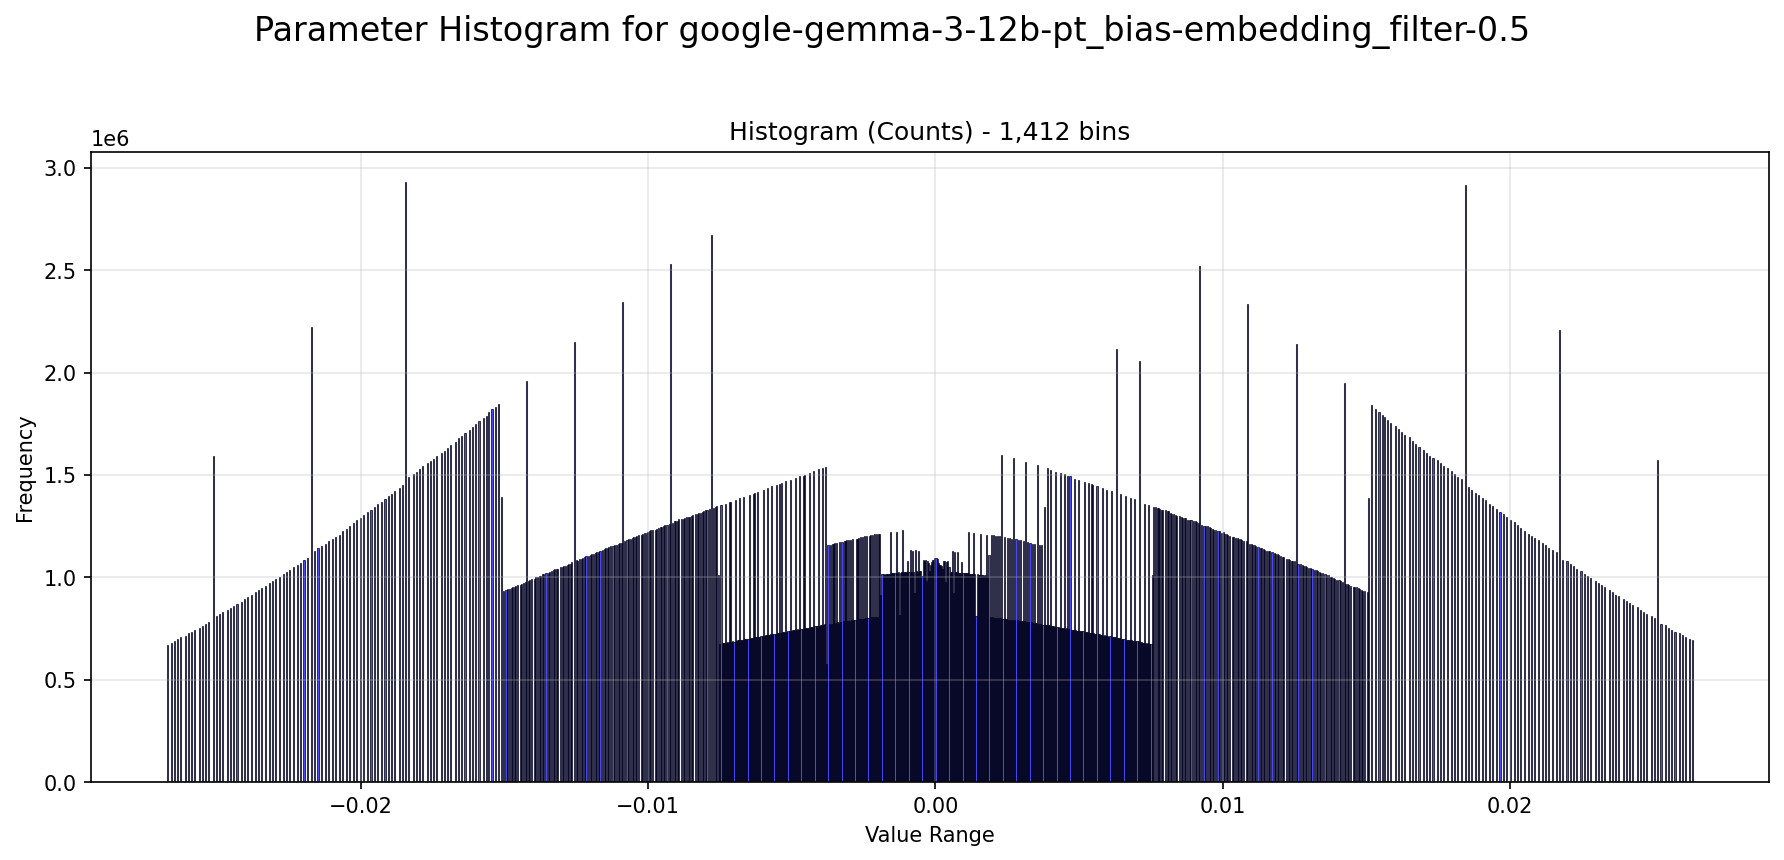 Parameter Histogram for google-gemma-3-12b-pt_bias-embedding_filter-0.5
Histogram (Counts) - 1,412 bins
1e6
3.0
2.5
2.0
1.5
1.0
0.5
0.0
Frequency
−0.02 −0.01 0.00 0.01 0.02
Value Range